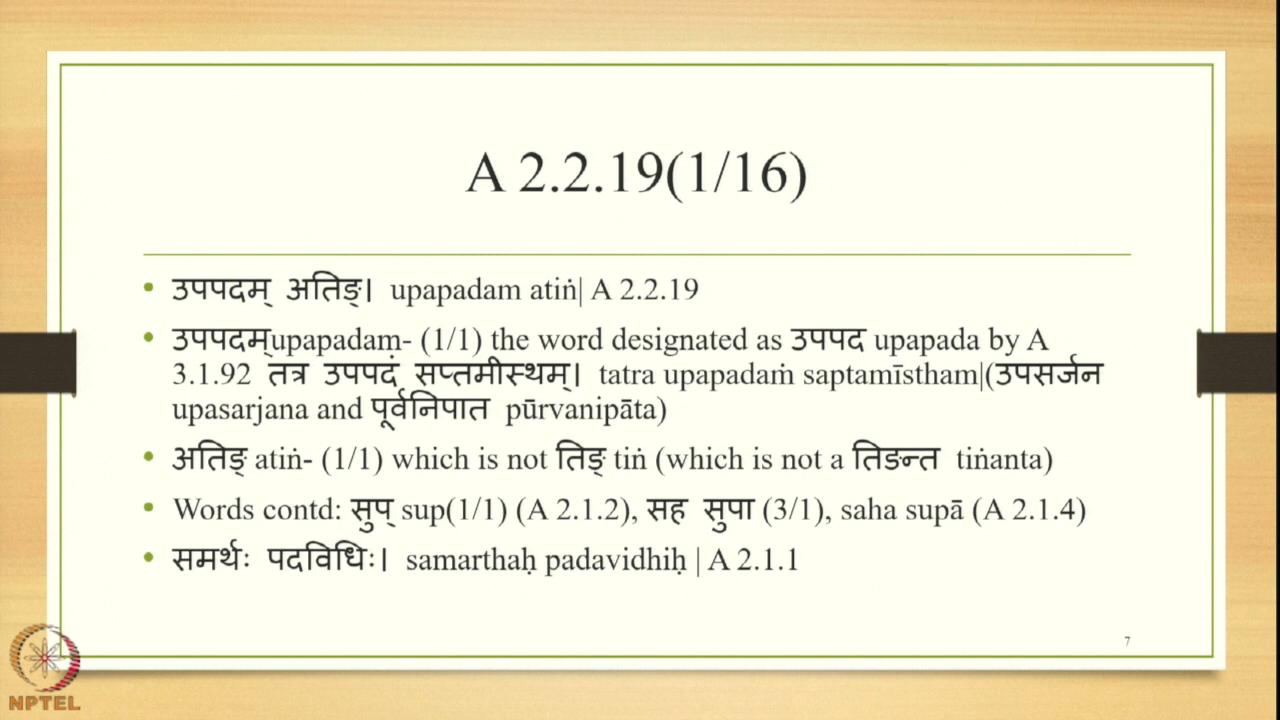 A 2.2.19(1/16)
• उपपदम् अतिङ्। upapadam atiṅ| A 2.2.19
• उपपदम्upapadam- (1/1) the word designated as उपपद upapada by A
3.1.92 तत्र उपपदं सप्तमीस्थम्। tatra upapadaṁ saptamīstham|(उपसर्जन
upasarjana and पूर्वनिपात pūrvanipāta)
• अतिङ् atiṅ- (1/1) which is not तिङ् tiṅ (which is not a तिङन्त tiṅanta)
• Words contd: सुप् sup(1/1) (A 2.1.2), सह सुपा (3/1), saha supā (A 2.1.4)
• समर्थः पदविधिः। samarthaḥ padavidhiḥ | A 2.1.1
7
NPTEL